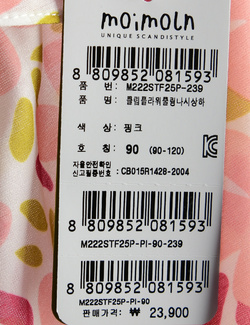 moimoln
UNIQUE SCANDISTYLE
8 809852 081593
품 번: M222STF25P-239
품 명: 플립플라워쿨링나시상하
색 상: 핑크
호 칭: 90 (90-120)
자율안전확인
신고필증번호 : CB015R1428-2004
8 809852 081593
M222STF25P-PI-90-239
8 809852 081593
M222STF25P-PI-90
판매가격 : ₩ 23,900